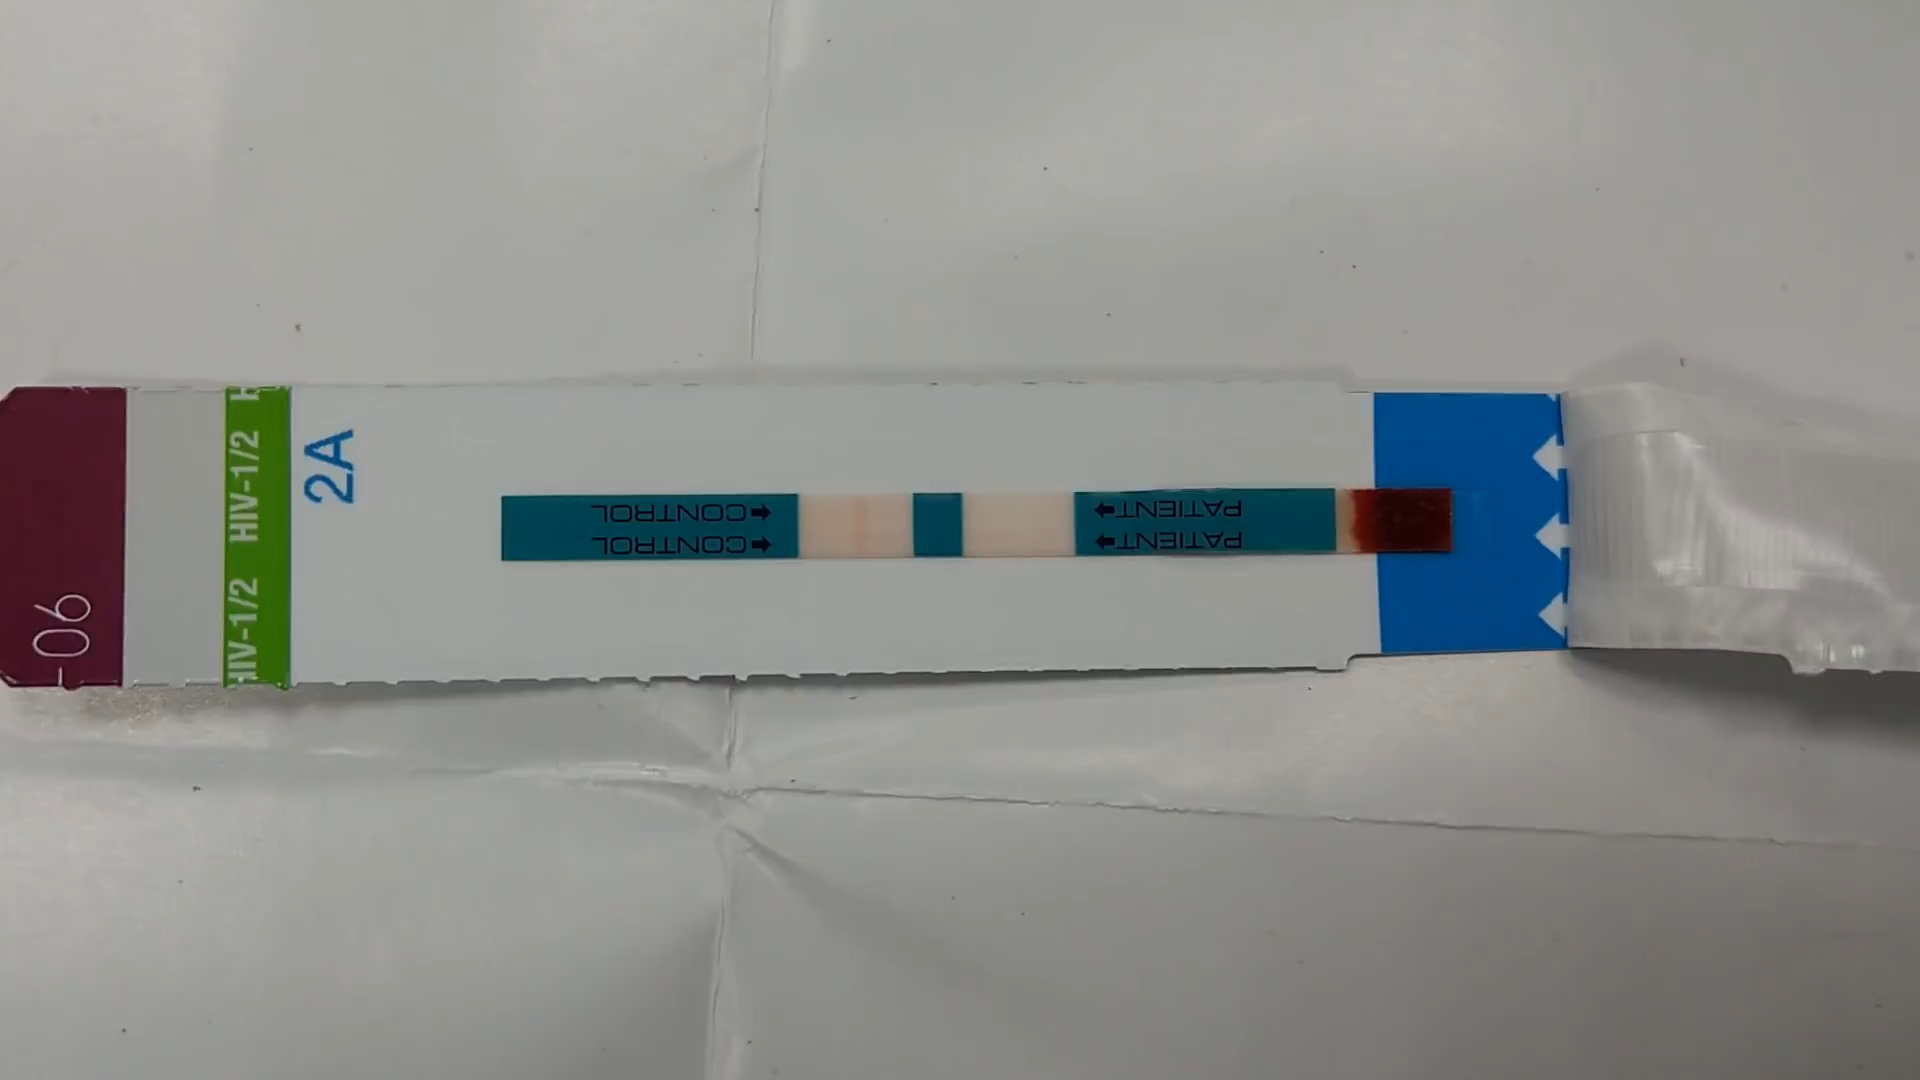 -06
HIV-1/2 HIV-1/2 H
2A
CONTROL
CONTROL
PATIENT
PATIENT